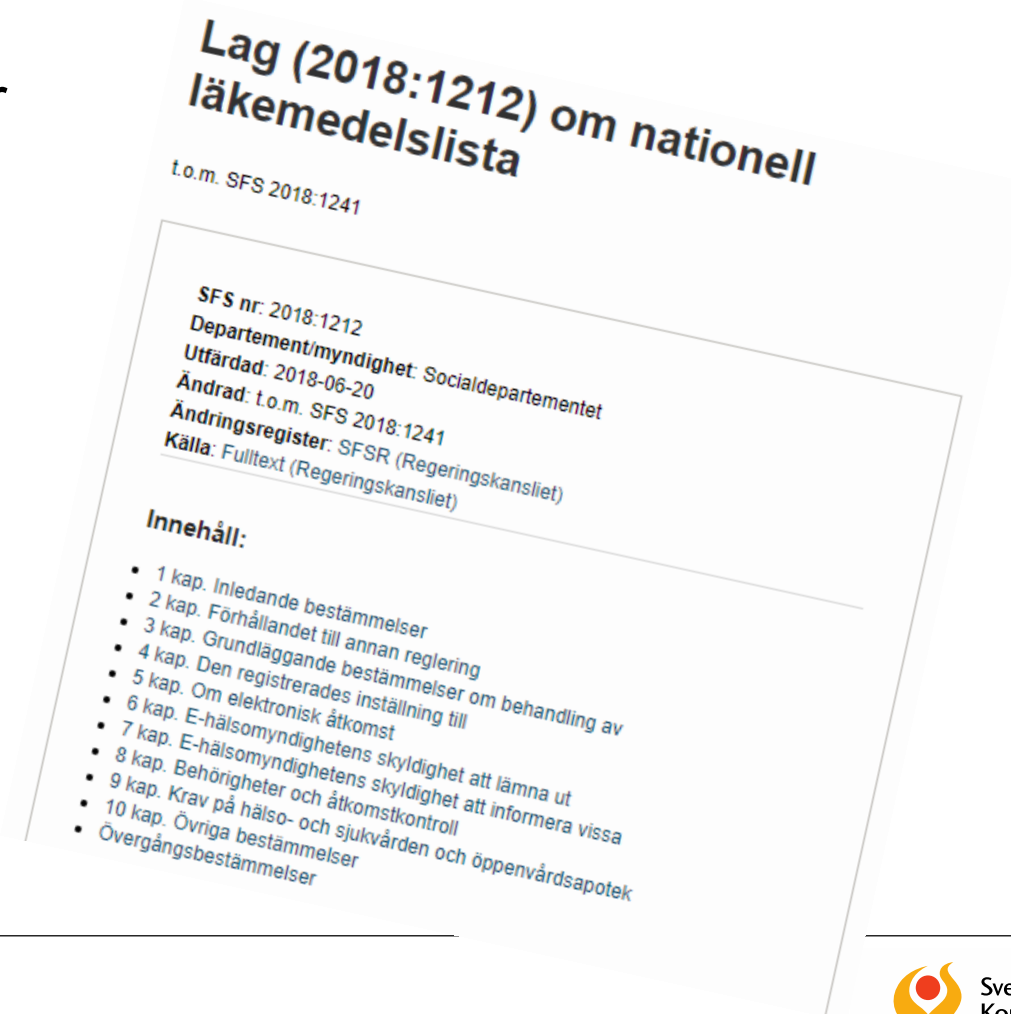 Lag (2018:1212) om nationell
läkemedelslista
t.o.m. SFS 2018:1241
SFS nr: 2018:1212
Departement/myndighet: Socialdepartementet
Utfärdad: 2018-06-20
Ändrad: t.o.m. SFS 2018:1241
Ändringsregister: SFSR (Regeringskansliet)
Källa: Fulltext (Regeringskansliet)
Innehåll:
• 1 kap. Inledande bestämmelser
• 2 kap. Förhållandet till annan reglering
• 3 kap. Grundläggande bestämmelser om behandling av
• 4 kap. Den registrerades inställning till
• 5 kap. Om elektronisk åtkomst
• 6 kap. E-hälsomyndighetens skyldighet att lämna ut
• 7 kap. E-hälsomyndighetens skyldighet att informera vissa
• 8 kap. Behörigheter och åtkomstkontroll
• 9 kap. Krav på hälso- och sjukvården och öppenvårdsapotek
• 10 kap. Övriga bestämmelser
• Övergångsbestämmelser